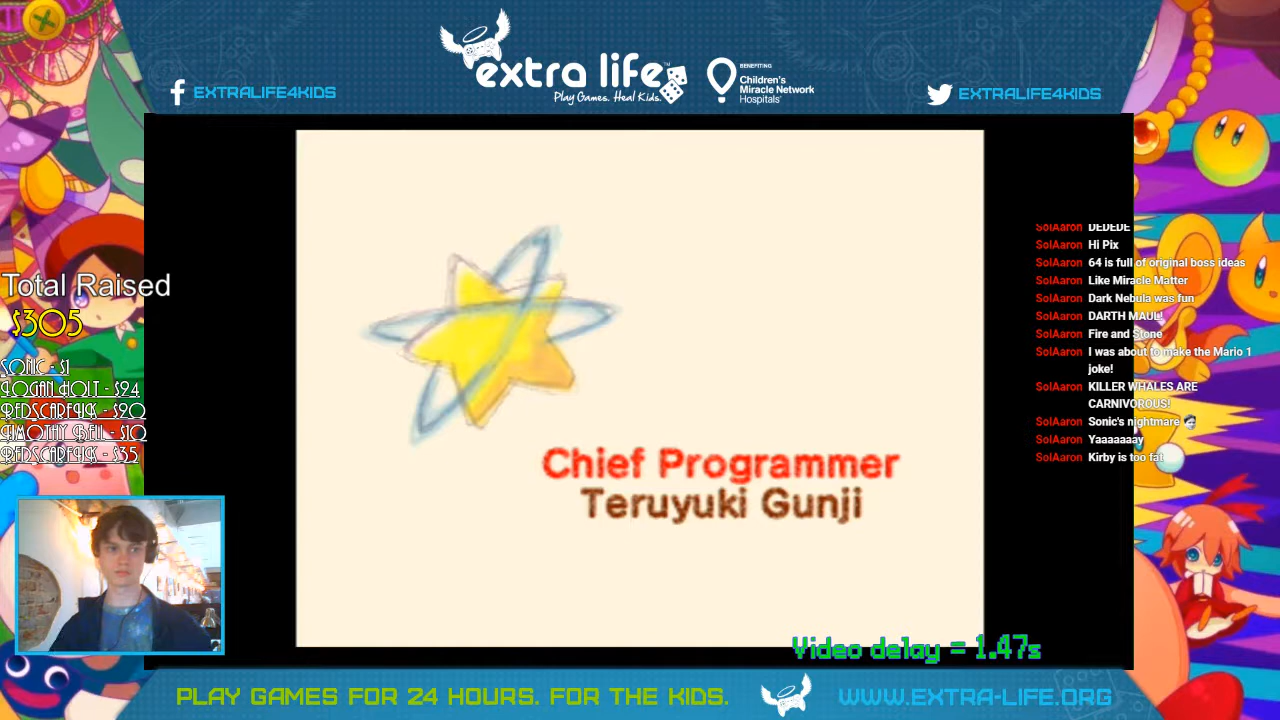 extra life™
Play Games. Heal Kids.
BENEFITING
Children's
Miracle Network
Hospitals®
EXTRALIFE4KIDS
EXTRALIFE4KIDS
SolAaron DEDEDE
SolAaron Hi Pix
SolAaron 64 is full of original boss ideas
SolAaron Like Miracle Matter
SolAaron Dark Nebula was fun
SolAaron DARTH MAUL!
SolAaron Fire and Stone
SolAaron I was about to make the Mario 1
joke!
SolAaron KILLER WHALES ARE
CARNIVOROUS!
SolAaron Sonic's nightmare
SolAaron Yaaaaaaay
SolAaron Kirby is too fat
Total Raised
$305
SONIC - $1
LOGAN HOLT - $24
REDSCARF41K - $20
TIMOTHY BELL - $10
REDSCARF41K - $35
Chief Programmer
Teruyuki Gunji
Video delay = 1.47s
PLAY GAMES FOR 24 HOURS. FOR THE KIDS.
WWW.EXTRA-LIFE.ORG